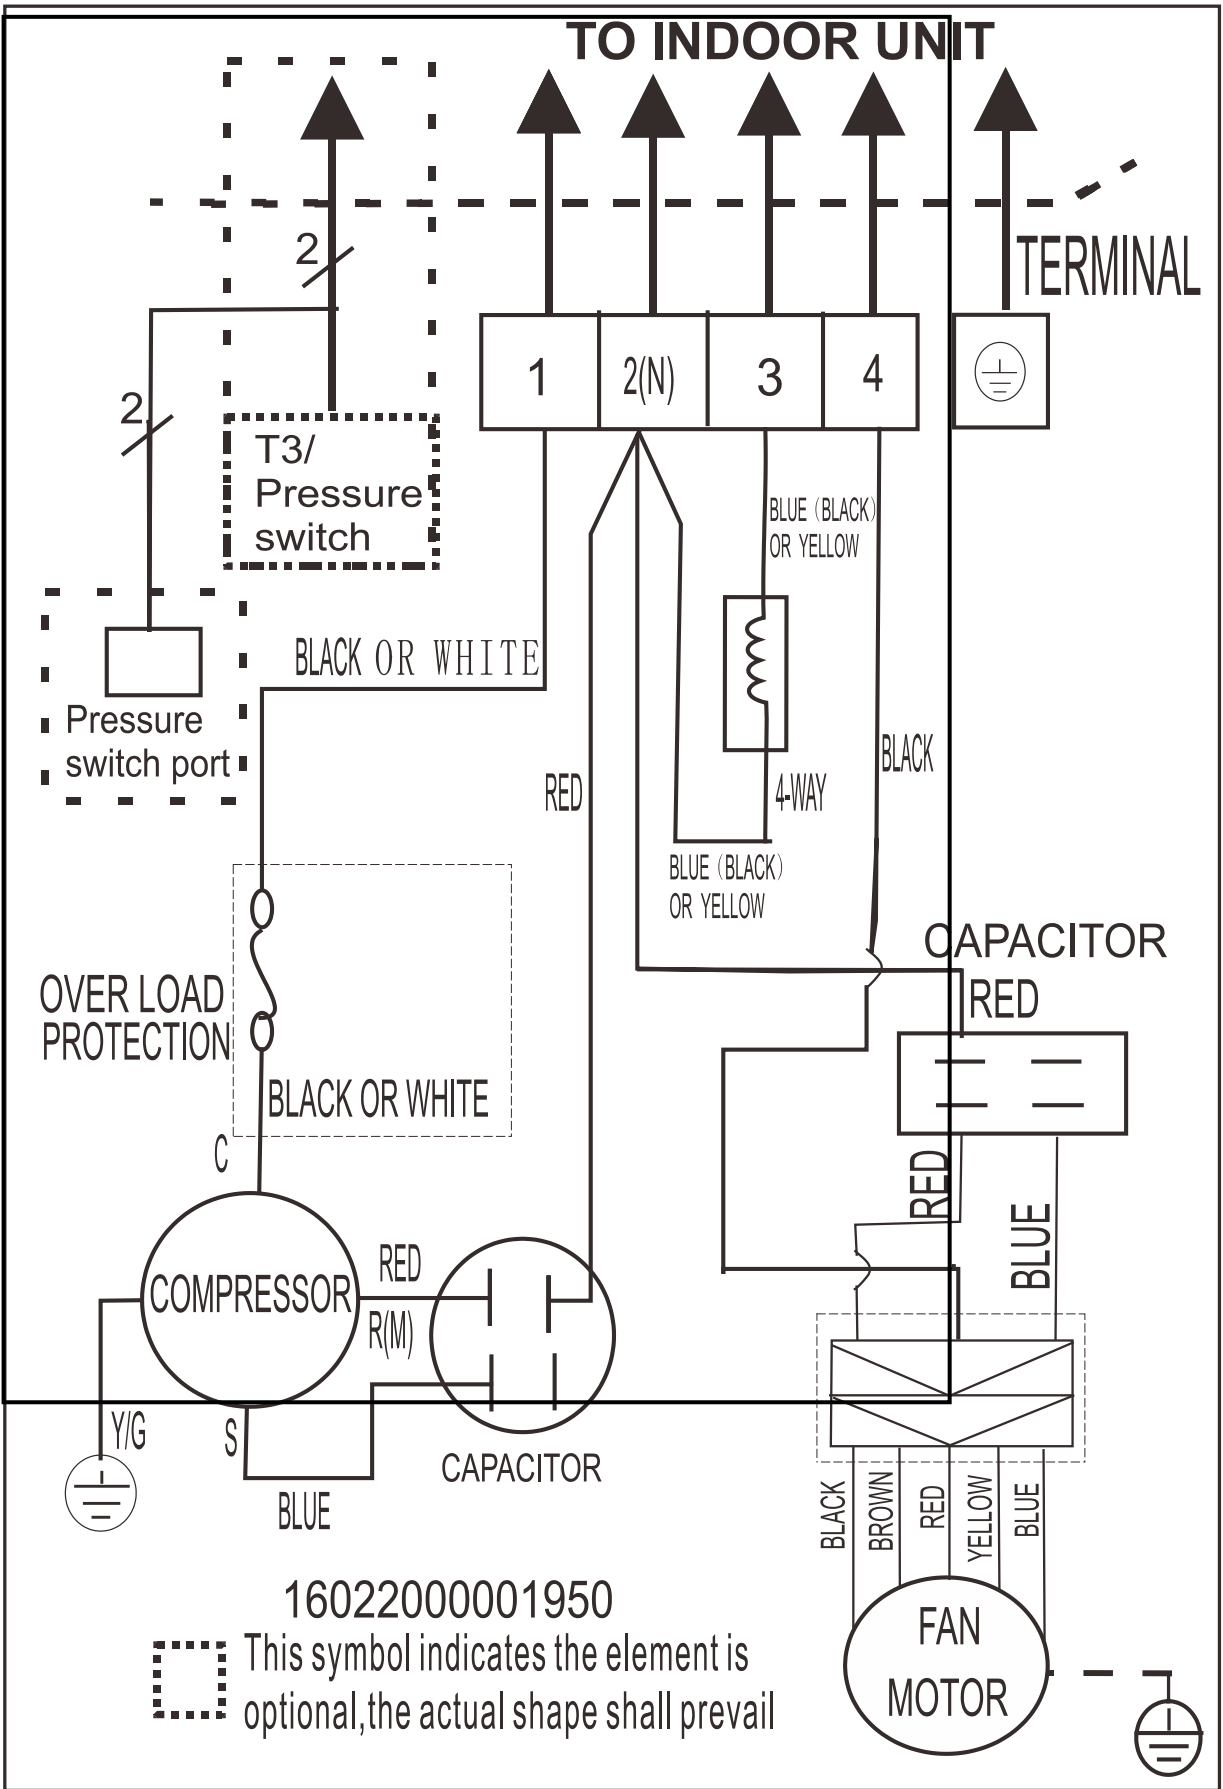 TO INDOOR UNIT
2
TERMINAL
1
2(N)
3
4
2
T3/
Pressure
switch
BLUE (BLACK)
OR YELLOW
BLACK OR WHITE
Pressure
switch port
RED
4-WAY
BLACK
BLUE (BLACK)
OR YELLOW
CAPACITOR
RED
OVER LOAD
PROTECTION
BLACK OR WHITE
C
RED
BLUE
COMPRESSOR
RED
R(M)
Y/G
S
CAPACITOR
BLUE
BLACK
BROWN
RED
YELLOW
BLUE
16022000001950
FAN
MOTOR
This symbol indicates the element is
optional,the actual shape shall prevail